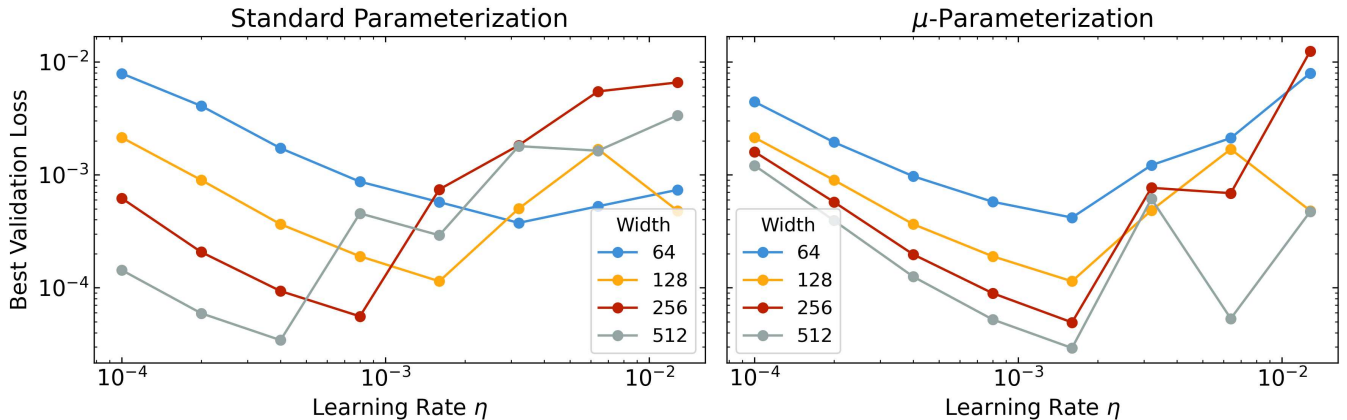 Standard Parameterization
μ-Parameterization
Best Validation Loss
10⁻²
10⁻³
10⁻⁴
Width
64
128
256
512
Width
64
128
256
512
10⁻⁴
10⁻³
10⁻²
10⁻⁴
10⁻³
10⁻²
Learning Rate η
Learning Rate η